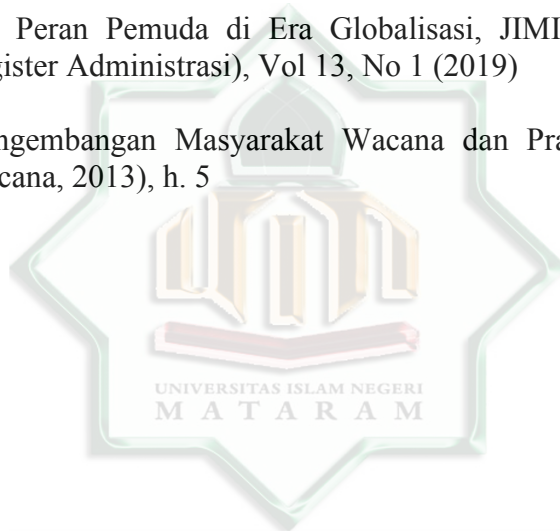 Peran Pemuda di Era Globalisasi, JIMI
gister Administrasi), Vol 13, No 1 (2019)
ngembangan Masyarakat Wacana dan Pra
cana, 2013), h. 5
UNIVERSITAS ISLAM NEGERI
MATARAM